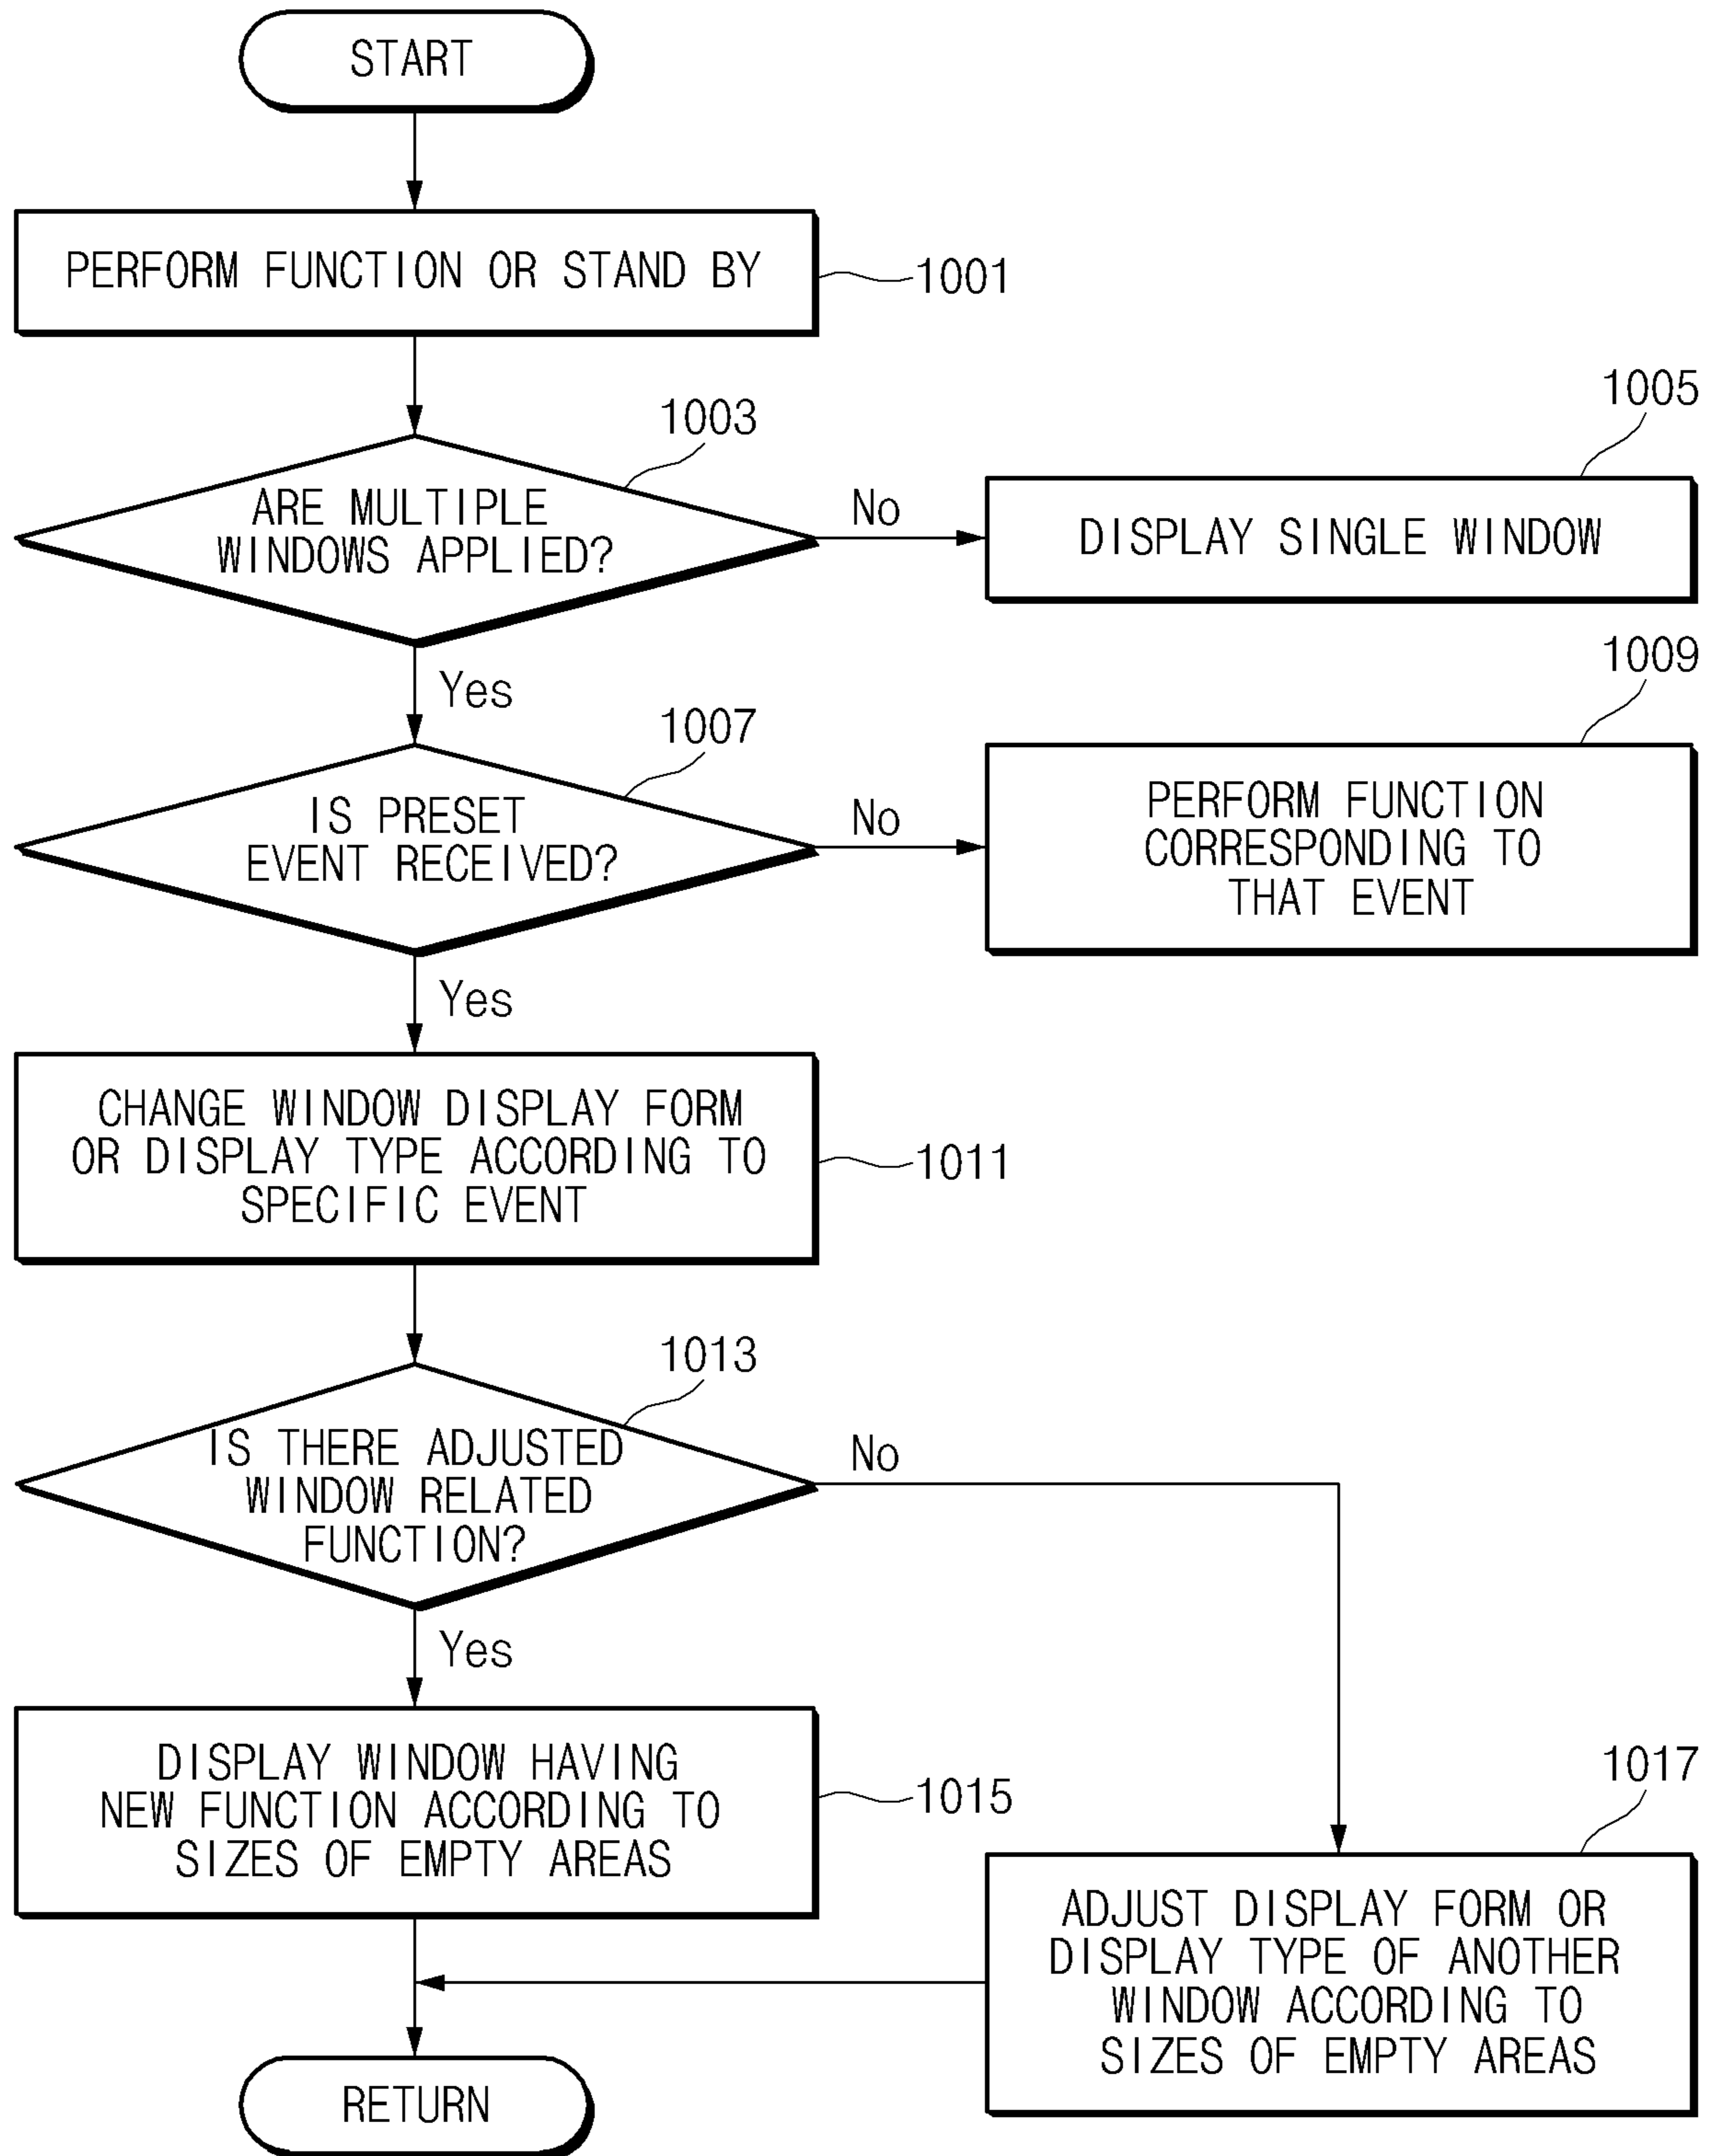 START
PERFORM FUNCTION OR STAND BY
1001
1003
ARE MULTIPLE
WINDOWS APPLIED?
No
1005
DISPLAY SINGLE WINDOW
Yes
1007
IS PRESET
EVENT RECEIVED?
No
1009
PERFORM FUNCTION
CORRESPONDING TO
THAT EVENT
Yes
CHANGE WINDOW DISPLAY FORM
OR DISPLAY TYPE ACCORDING TO
SPECIFIC EVENT
1011
1013
IS THERE ADJUSTED
WINDOW RELATED
FUNCTION?
No
Yes
DISPLAY WINDOW HAVING
NEW FUNCTION ACCORDING TO
SIZES OF EMPTY AREAS
1015
1017
ADJUST DISPLAY FORM OR
DISPLAY TYPE OF ANOTHER
WINDOW ACCORDING TO
SIZES OF EMPTY AREAS
RETURN